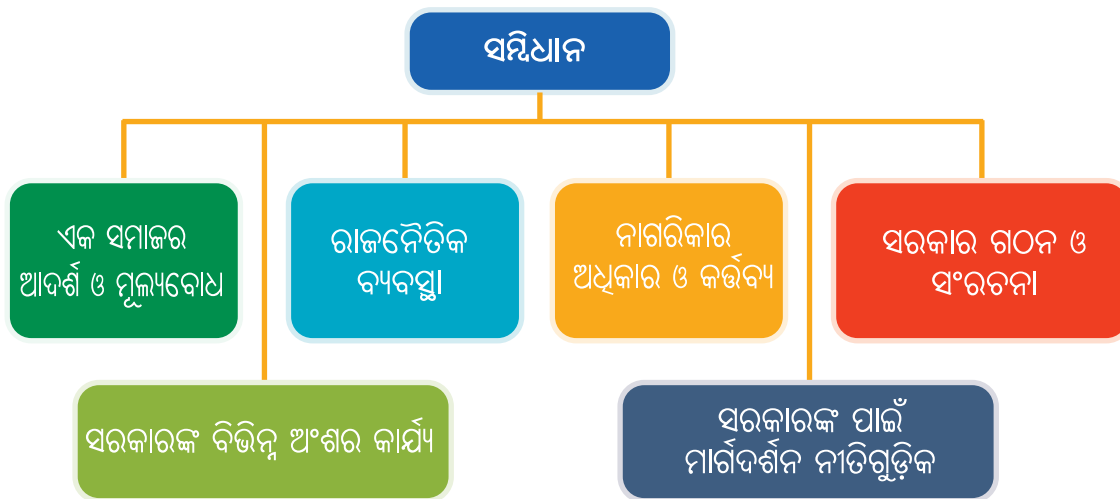 ସମ୍ବିଧାନ
ଏକ ସମାଜର
ଆଦର୍ଶ ଓ ମୂଲ୍ୟବୋଧ
ରାଜନୈତିକ
ବ୍ୟବସ୍ଥା
ନାଗରିକାର
ଅଧିକାର ଓ କର୍ତ୍ତବ୍ୟ
ସରକାର ଗଠନ ଓ
ସଂରଚନା
ସରକାରଙ୍କ ବିଭିନ୍ନ ଅଂଶର କାର୍ଯ୍ୟ
ସରକାରଙ୍କ ପାଇଁ
ମାର୍ଗଦର୍ଶନ ନୀତିଗୁଡ଼ିକ